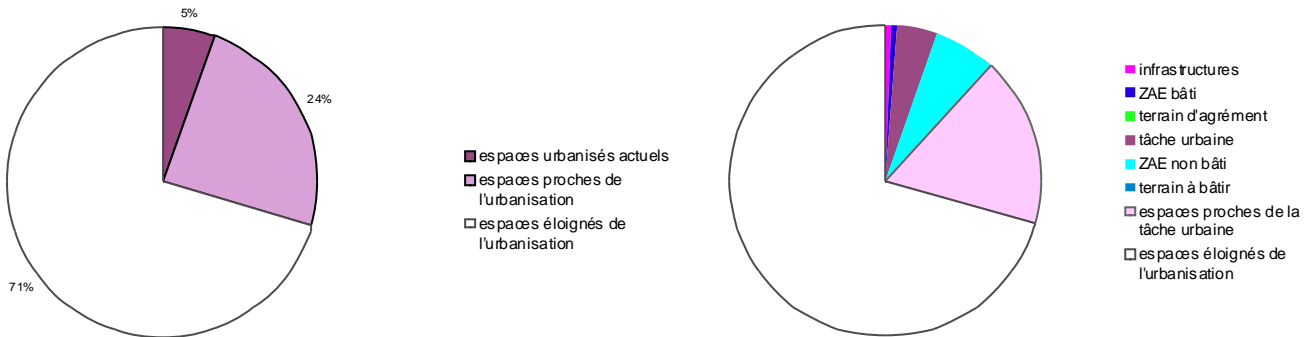 5%
24%
71%
espaces urbanisés actuels
espaces proches de
l'urbanisation
espaces éloignés de
l'urbanisation
infrastructures
ZAE bâti
terrain d'agrément
tâche urbaine
ZAE non bâti
terrain à bâtir
espaces proches de la
tâche urbaine
espaces éloignés de
l'urbanisation